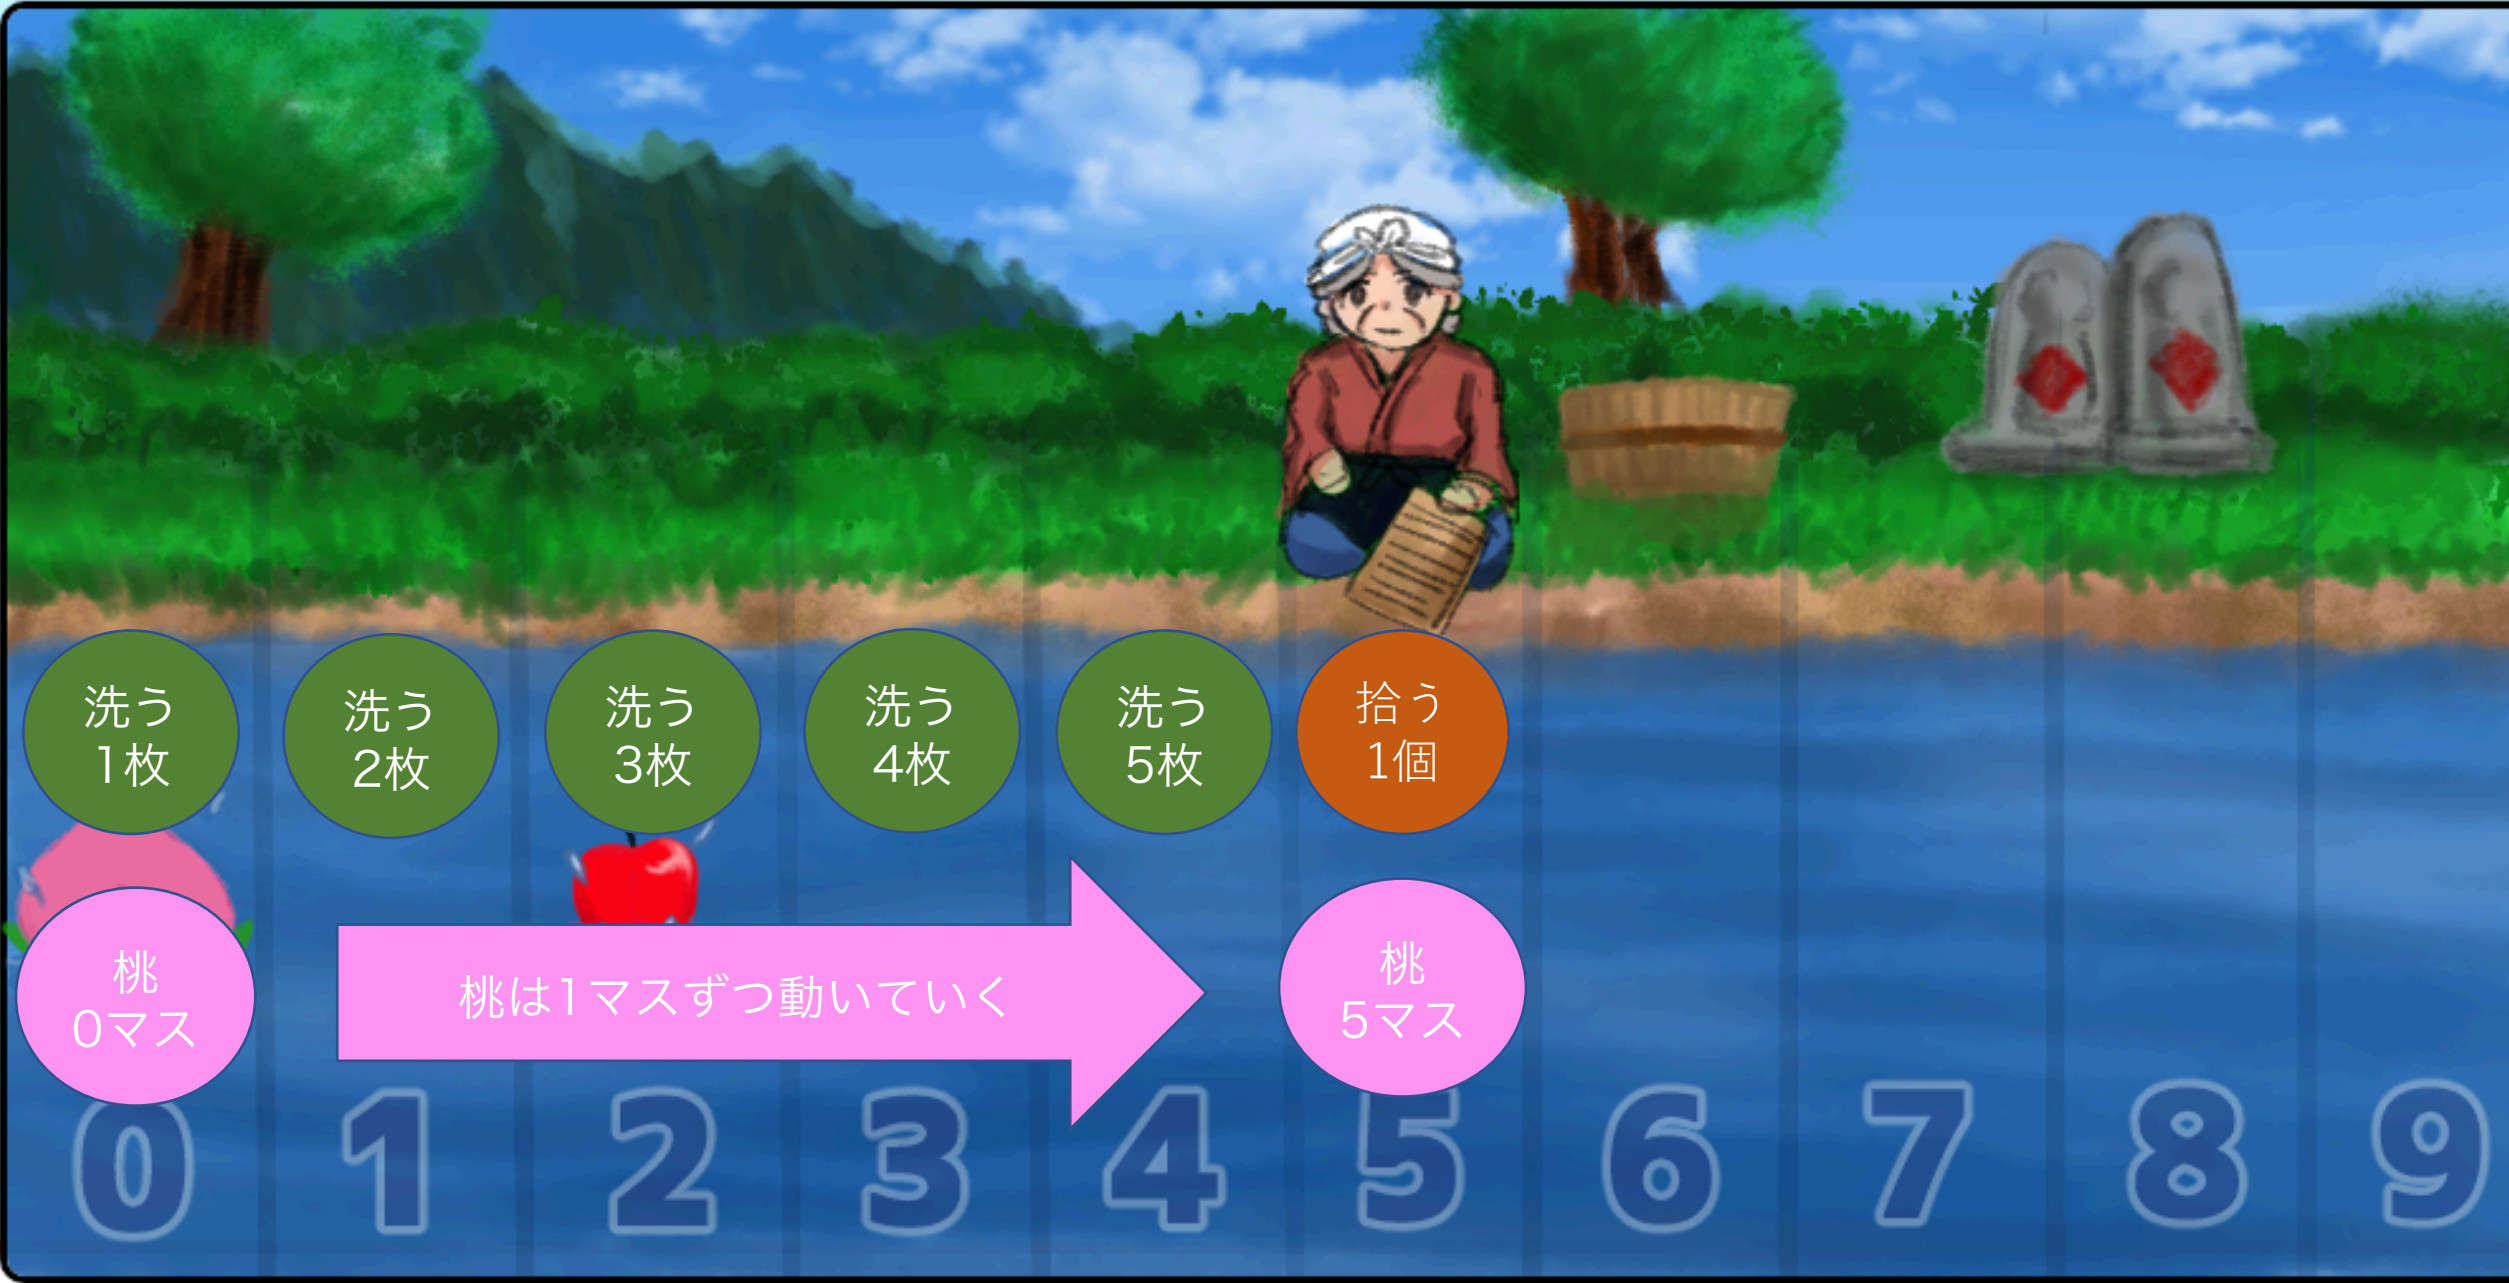 洗う
1枚
洗う
2枚
洗う
3枚
洗う
4枚
洗う
5枚
拾う
1個
桃
0マス
桃は1マスずつ動いていく
桃
5マス
0 1 2 3 4 5 6 7 8 9